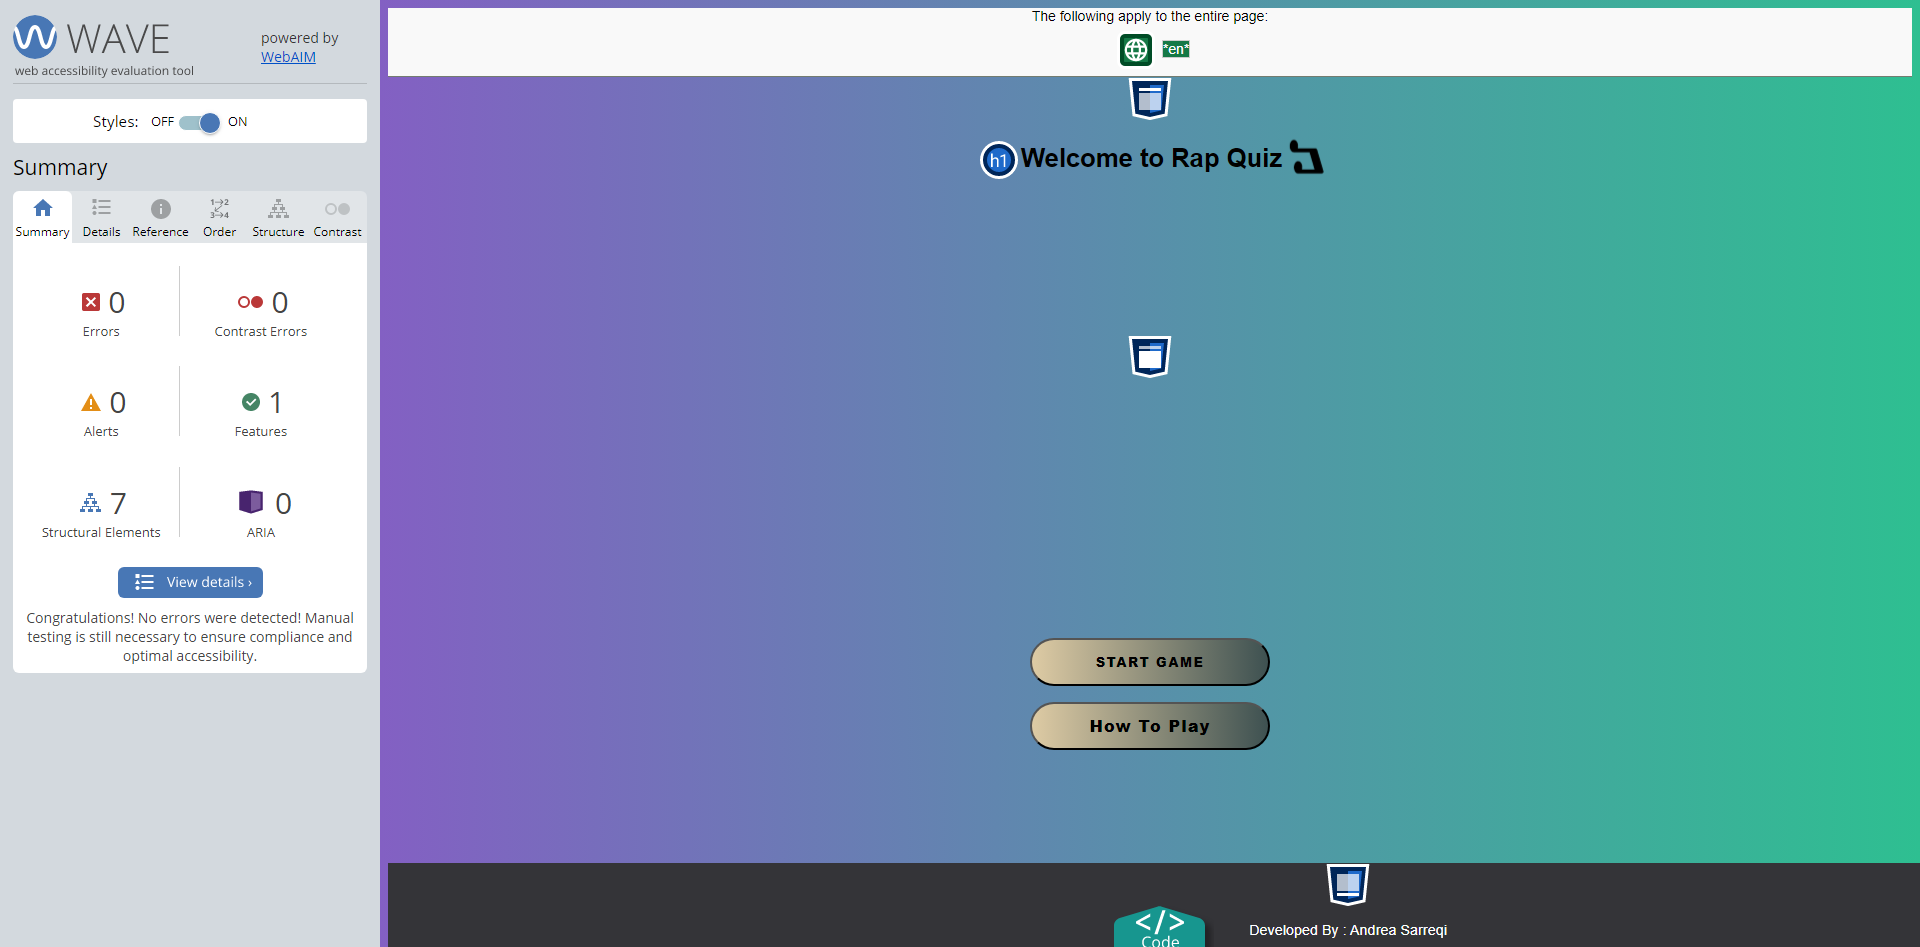 WAVE
powered by
WebAIM
web accessibility evaluation tool
Styles: OFF ON
Summary
Summary Details Reference Order Structure Contrast
0
Errors
0
Contrast Errors
0
Alerts
1
Features
7
Structural Elements
0
ARIA
View details ›
Congratulations! No errors were detected! Manual
testing is still necessary to ensure compliance and
optimal accessibility.
The following apply to the entire page:
*en*
h1 Welcome to Rap Quiz
START GAME
How To Play
</>
Code
Developed By : Andrea Sarreqi